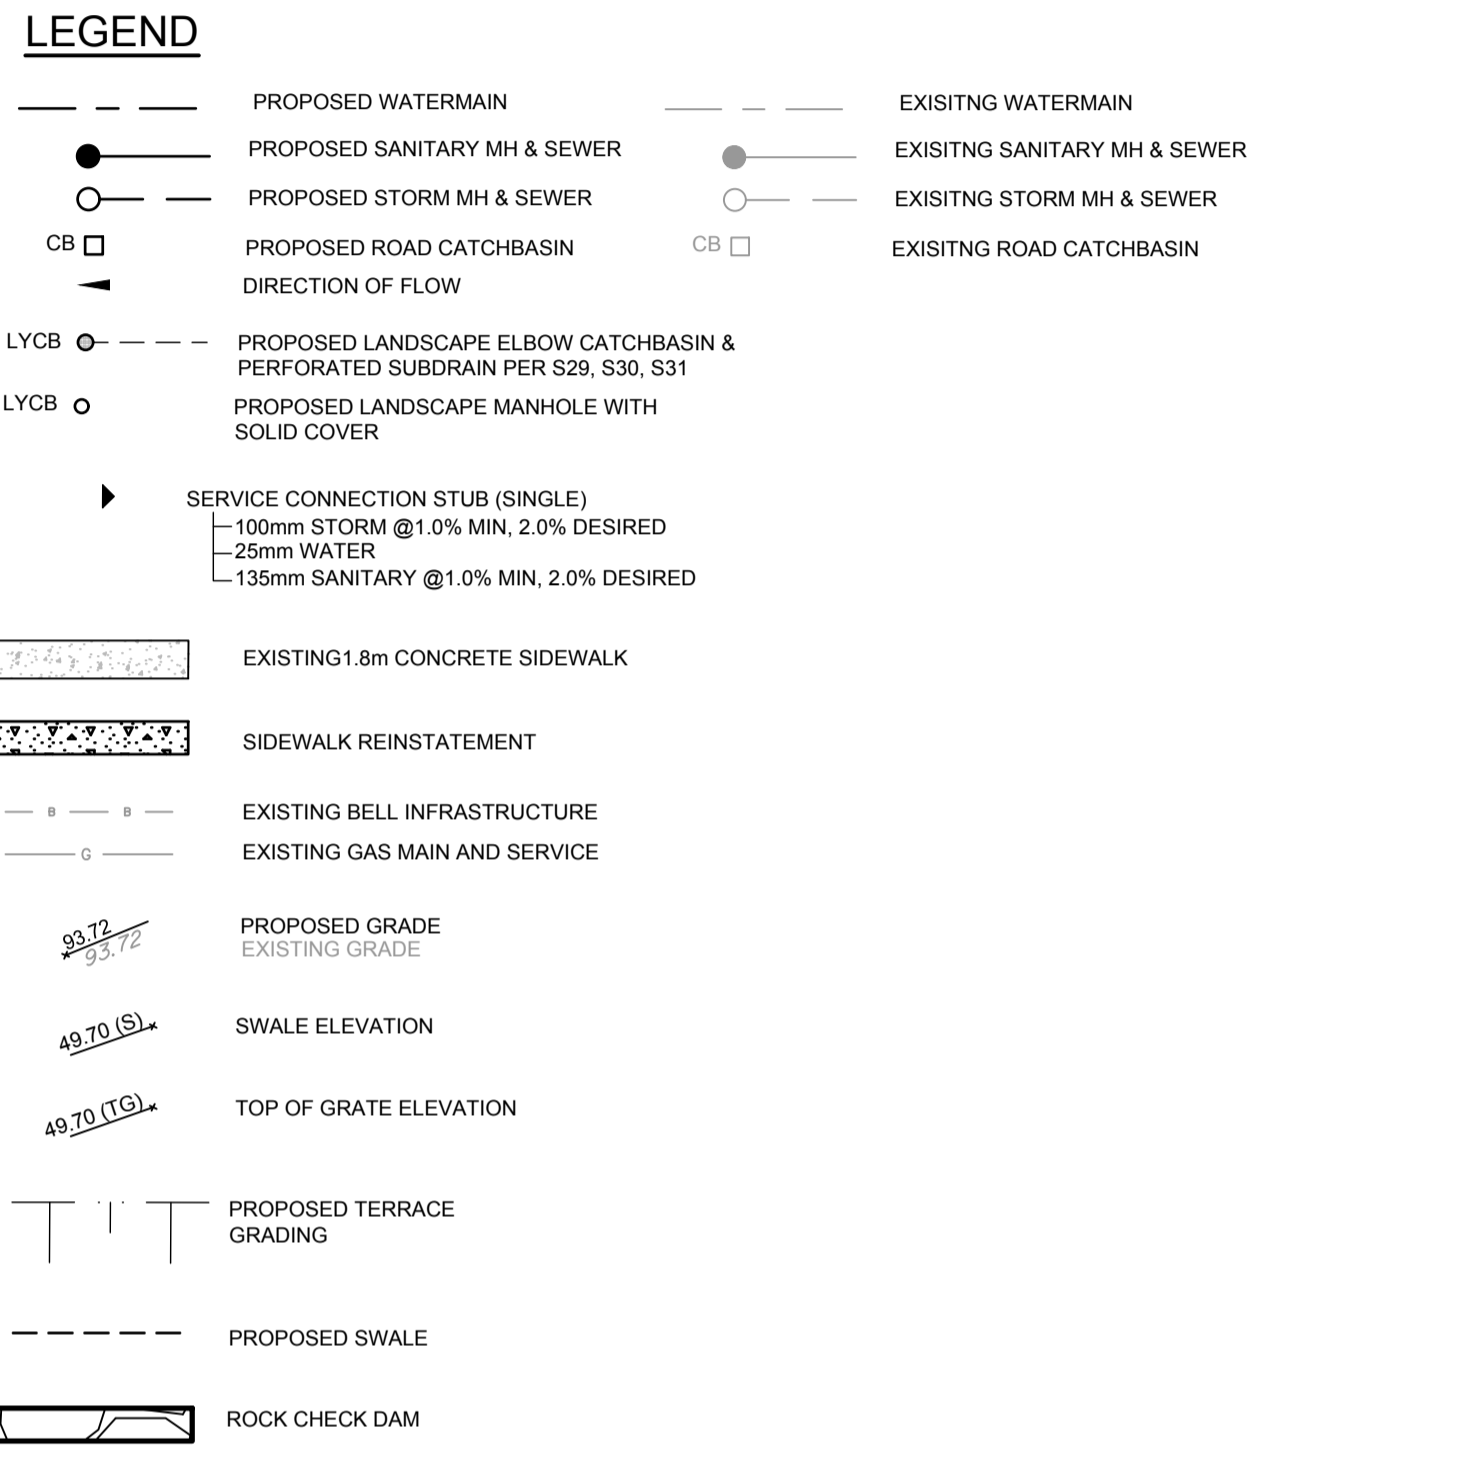 LEGEND
PROPOSED WATERMAIN
EXISITNG WATERMAIN
PROPOSED SANITARY MH & SEWER
EXISITNG SANITARY MH & SEWER
PROPOSED STORM MH & SEWER
EXISITNG STORM MH & SEWER
CB PROPOSED ROAD CATCHBASIN
CB EXISITNG ROAD CATCHBASIN
DIRECTION OF FLOW
LYCB PROPOSED LANDSCAPE ELBOW CATCHBASIN &
PERFORATED SUBDRAIN PER S29, S30, S31
LYCB PROPOSED LANDSCAPE MANHOLE WITH
SOLID COVER
SERVICE CONNECTION STUB (SINGLE)
100mm STORM @1.0% MIN, 2.0% DESIRED
25mm WATER
135mm SANITARY @1.0% MIN, 2.0% DESIRED
EXISTING1.8m CONCRETE SIDEWALK
SIDEWALK REINSTATEMENT
B B EXISTING BELL INFRASTRUCTURE
G EXISTING GAS MAIN AND SERVICE
93.72 PROPOSED GRADE
93.72 EXISTING GRADE
49.70 (S) SWALE ELEVATION
49.70 (TG) TOP OF GRATE ELEVATION
PROPOSED TERRACE
GRADING
PROPOSED SWALE
ROCK CHECK DAM